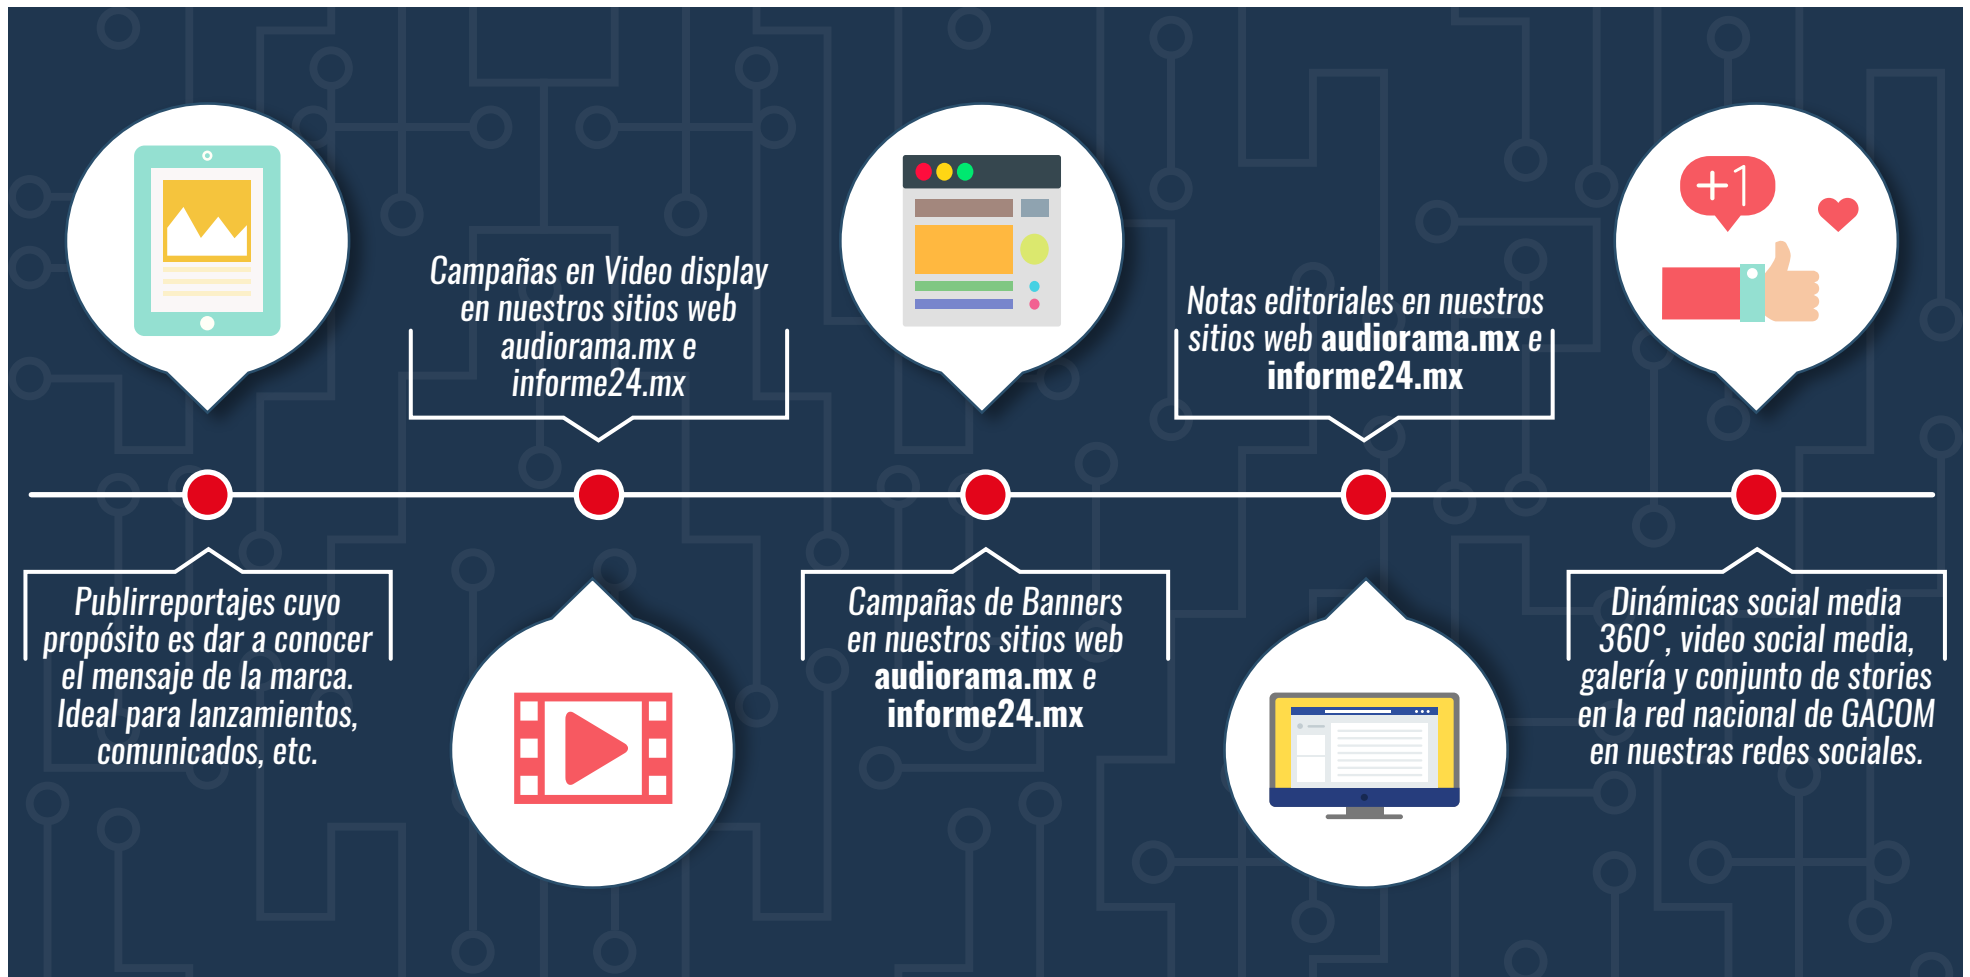 Publirreportajes cuyo
propósito es dar a conocer
el mensaje de la marca.
Ideal para lanzamientos,
comunicados, etc.
Campañas en Video display
en nuestros sitios web
audiorama.mx e
informe24.mx
Campañas de Banners
en nuestros sitios web
audiorama.mx e
informe24.mx
Notas editoriales en nuestros
sitios web audiorama.mx e
informe24.mx
+1
Dinámicas social media
360°, video social media,
galería y conjunto de stories
en la red nacional de GACOM
en nuestras redes sociales.